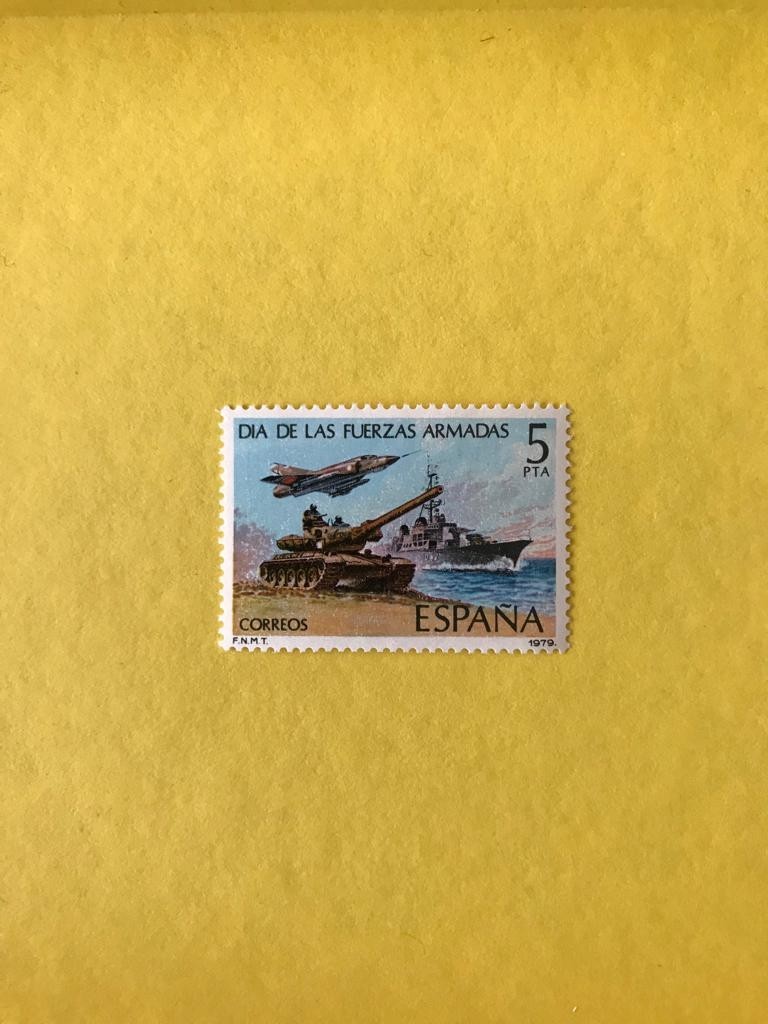 DIA DE LAS FUERZAS ARMADAS 5
PTA
CORREOS ESPAÑA
F.N.M.T. 1979.